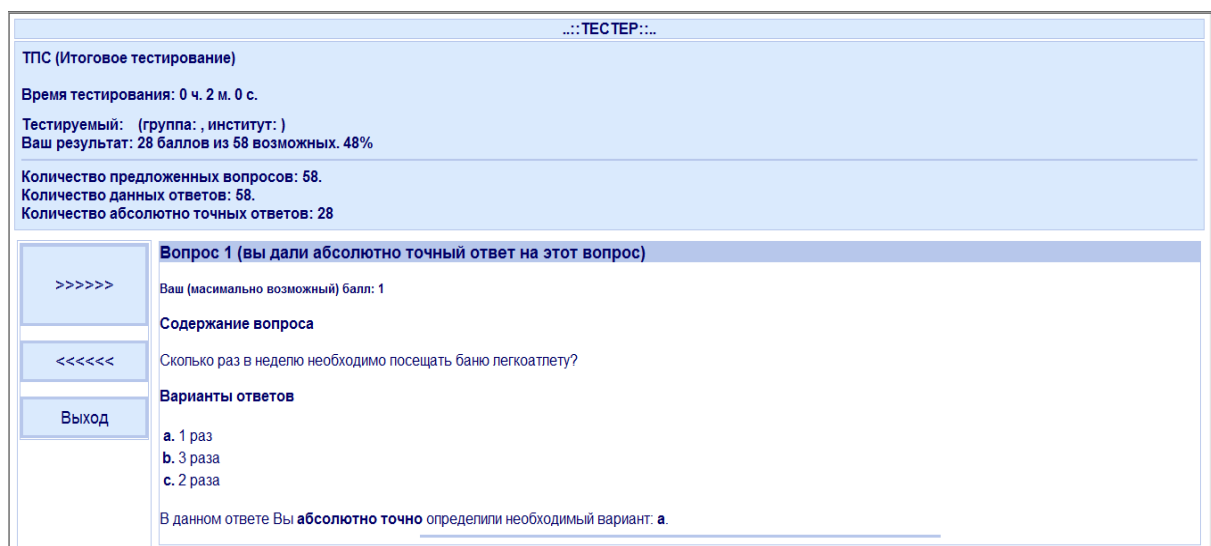 ..::ТЕСТЕР::..
ТПС (Итоговое тестирование)
Время тестирования: 0 ч. 2 м. 0 с.
Тестируемый: (группа: , институт: )
Ваш результат: 28 баллов из 58 возможных. 48%
Количество предложенных вопросов: 58.
Количество данных ответов: 58.
Количество абсолютно точных ответов: 28
>>>>>>
<<<<<<
Выход
Вопрос 1 (вы дали абсолютно точный ответ на этот вопрос)
Ваш (масимально возможный) балл: 1
Содержание вопроса
Сколько раз в неделю необходимо посещать баню легкоатлету?
Варианты ответов
a. 1 раз
b. 3 раза
c. 2 раза
В данном ответе Вы абсолютно точно определили необходимый вариант: a.